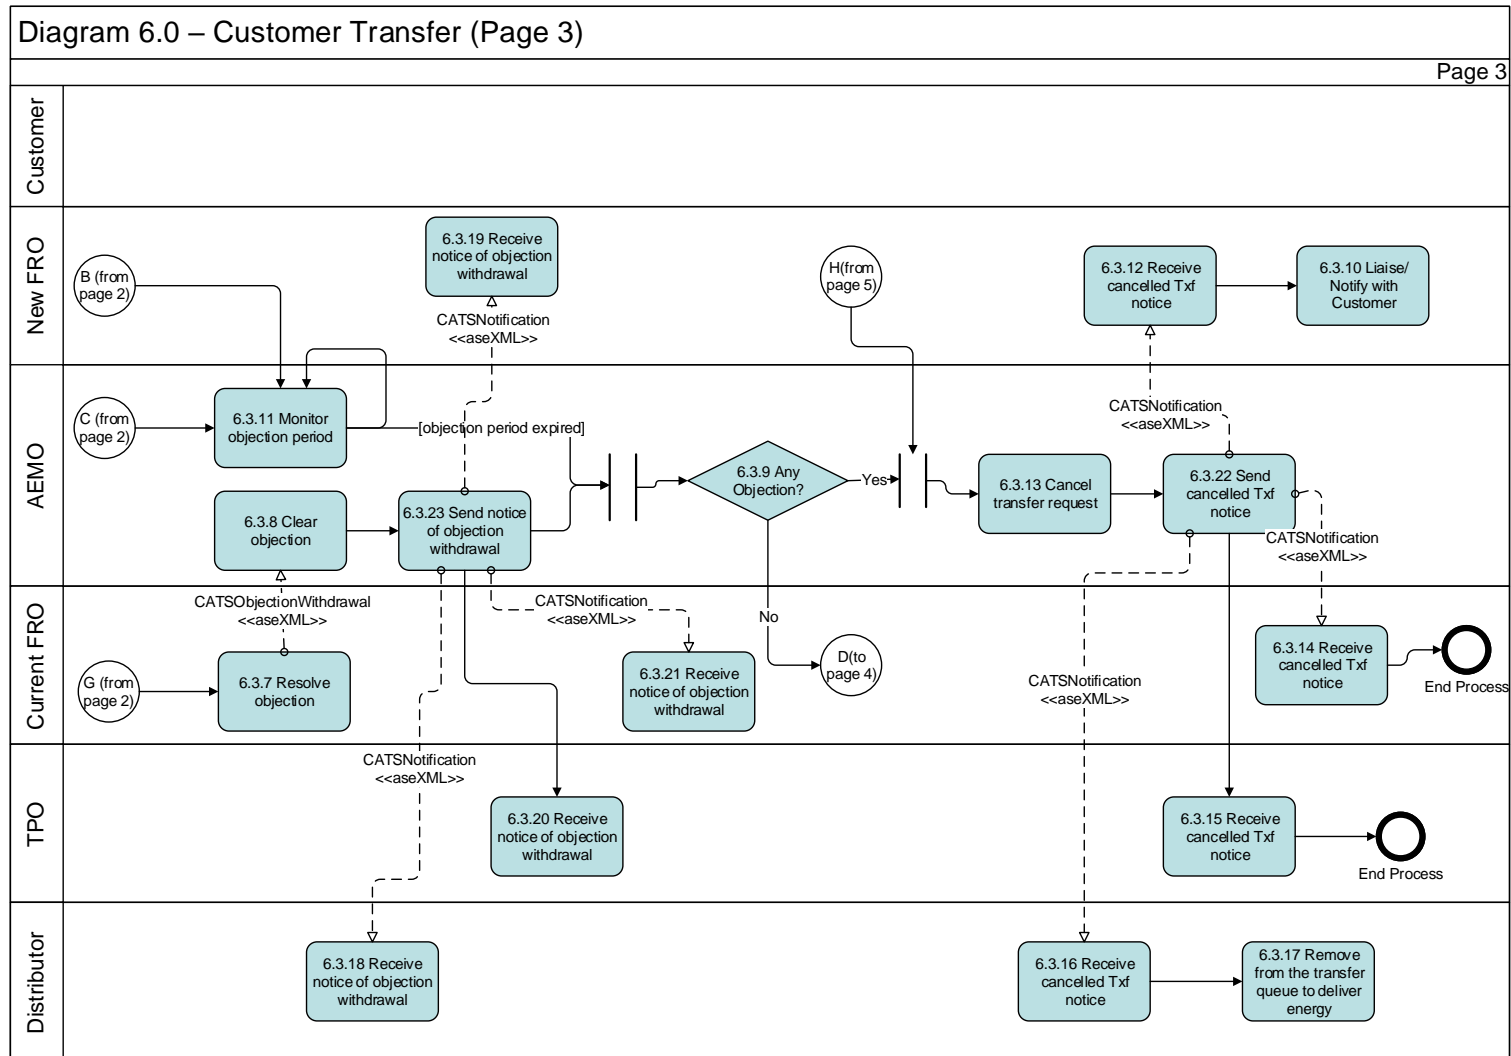 Diagram 6.0 – Customer Transfer (Page 3)
Page 3
Customer
New FRO
B (from
page 2)
6.3.19 Receive
notice of objection
withdrawal
CATSNotification
<<aseXML>>
H(from
page 5)
6.3.12 Receive
cancelled Txf
notice
6.3.10 Liaise/
Notify with
Customer
AEMO
C (from
page 2)
6.3.11 Monitor
objection period
[objection period expired]
6.3.8 Clear
objection
6.3.23 Send notice
of objection
withdrawal
6.3.9 Any
Objection?
Yes
No
6.3.13 Cancel
transfer request
6.3.22 Send
cancelled Txf
notice
CATSNotification
<<aseXML>>
CATSNotification
<<aseXML>>
Current FRO
CATSObjectionWithdrawal
<<aseXML>>
G (from
page 2)
6.3.7 Resolve
objection
CATSNotification
<<aseXML>>
6.3.21 Receive
notice of objection
withdrawal
D(to
page 4)
CATSNotification
<<aseXML>>
6.3.14 Receive
cancelled Txf
notice
End Process
TPO
CATSNotification
<<aseXML>>
6.3.20 Receive
notice of objection
withdrawal
6.3.15 Receive
cancelled Txf
notice
End Process
Distributor
6.3.18 Receive
notice of objection
withdrawal
6.3.16 Receive
cancelled Txf
notice
6.3.17 Remove
from the transfer
queue to deliver
energy